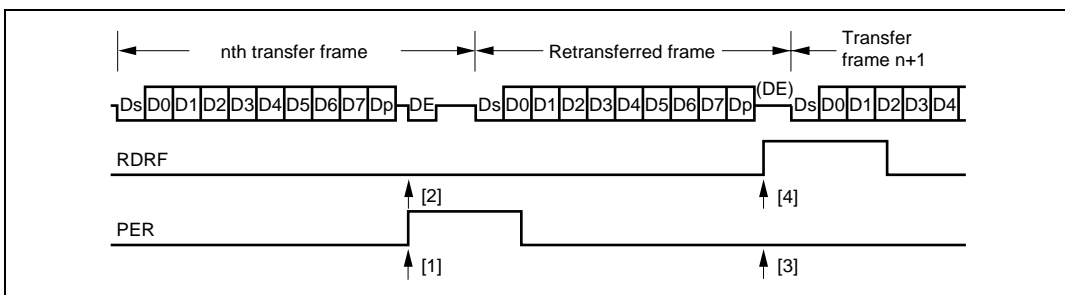 nth transfer frame Retransferred frame Transfer
frame n+1
Ds D0 D1 D2 D3 D4 D5 D6 D7 Dp DE Ds D0 D1 D2 D3 D4 D5 D6 D7 Dp (DE) Ds D0 D1 D2 D3 D4
RDRF
[2] [4]
PER
[1] [3]